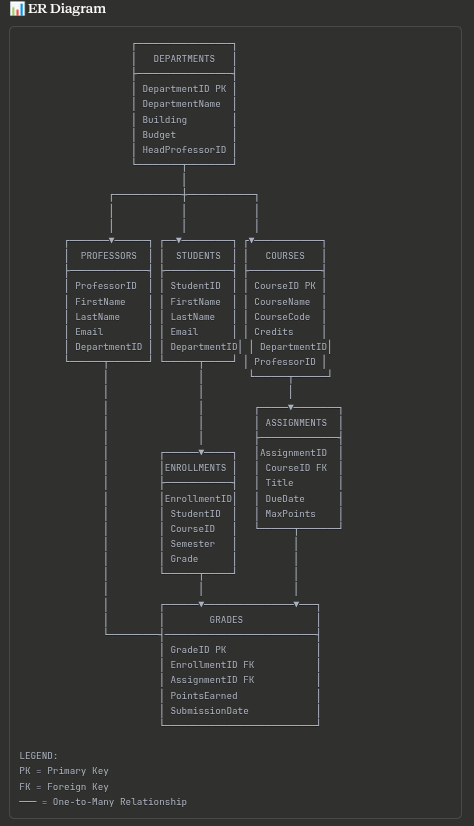 📊 ER Diagram
DEPARTMENTS
DepartmentID PK
DepartmentName
Building
Budget
HeadProfessorID
PROFESSORS
ProfessorID
FirstName
LastName
Email
DepartmentID
STUDENTS
StudentID
FirstName
LastName
Email
DepartmentID
COURSES
CourseID PK
CourseName
CourseCode
Credits
DepartmentID
ProfessorID
ASSIGNMENTS
AssignmentID
CourseID FK
Title
DueDate
MaxPoints
ENROLLMENTS
EnrollmentID
StudentID
CourseID
Semester
Grade
GRADES
GradeID PK
EnrollmentID FK
AssignmentID FK
PointsEarned
SubmissionDate
LEGEND:
PK = Primary Key
FK = Foreign Key
─── = One-to-Many Relationship